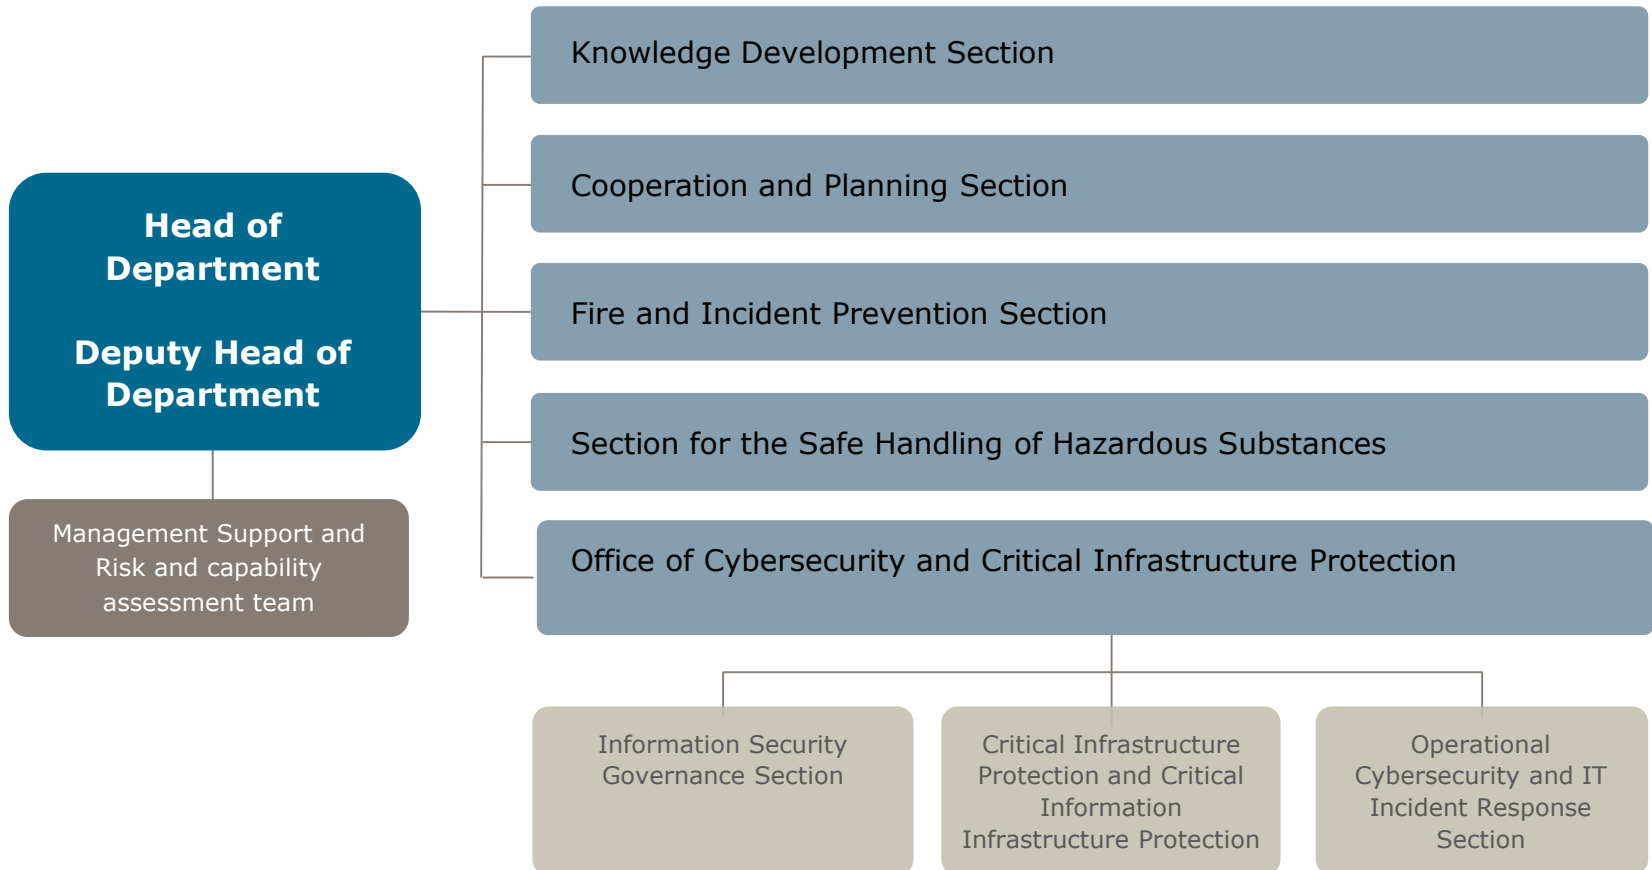 Knowledge Development Section
Cooperation and Planning Section
Head of
Department
Deputy Head of
Department
Fire and Incident Prevention Section
Section for the Safe Handling of Hazardous Substances
Management Support and
Risk and capability
assessment team
Office of Cybersecurity and Critical Infrastructure Protection
Information Security
Governance Section
Critical Infrastructure
Protection and Critical
Information
Infrastructure Protection
Operational
Cybersecurity and IT
Incident Response
Section